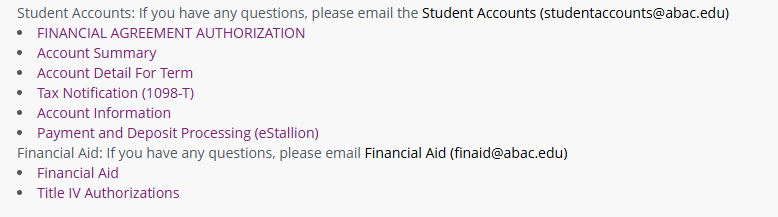 Student Accounts: If you have any questions, please email the Student Accounts (studentaccounts@abac.edu)
• FINANCIAL AGREEMENT AUTHORIZATION
• Account Summary
• Account Detail For Term
• Tax Notification (1098-T)
• Account Information
• Payment and Deposit Processing (eStallion)
Financial Aid: If you have any questions, please email Financial Aid (finaid@abac.edu)
• Financial Aid
• Title IV Authorizations